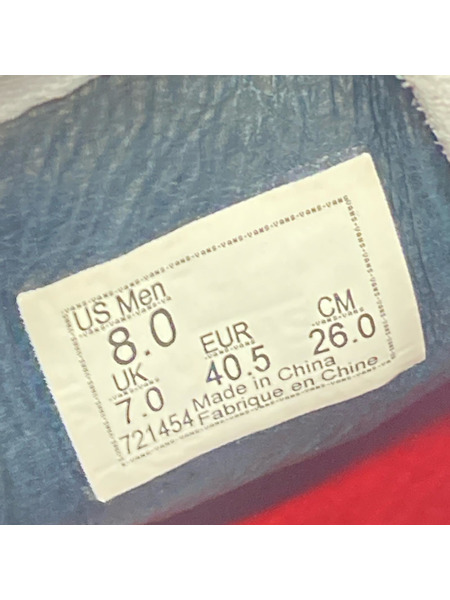 US Men
8.0
EUR
CM
UK
40.5
26.0
7.0
Made in China
721454 Fabrique en Chine